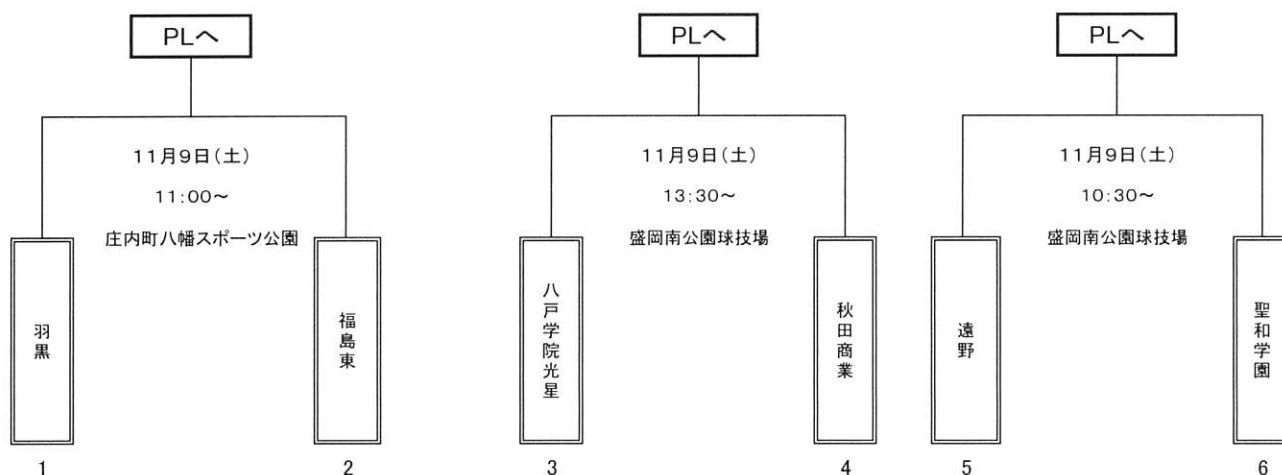 PLへ
PLへ
PLへ
11月9日(土)
11:00～
庄内町八幡スポーツ公園
11月9日(土)
13:30～
盛岡南公園球技場
11月9日(土)
10:30～
盛岡南公園球技場
羽黒
福島東
八戸学院光星
秋田商業
遠野
聖和学園
1
2
3
4
5
6